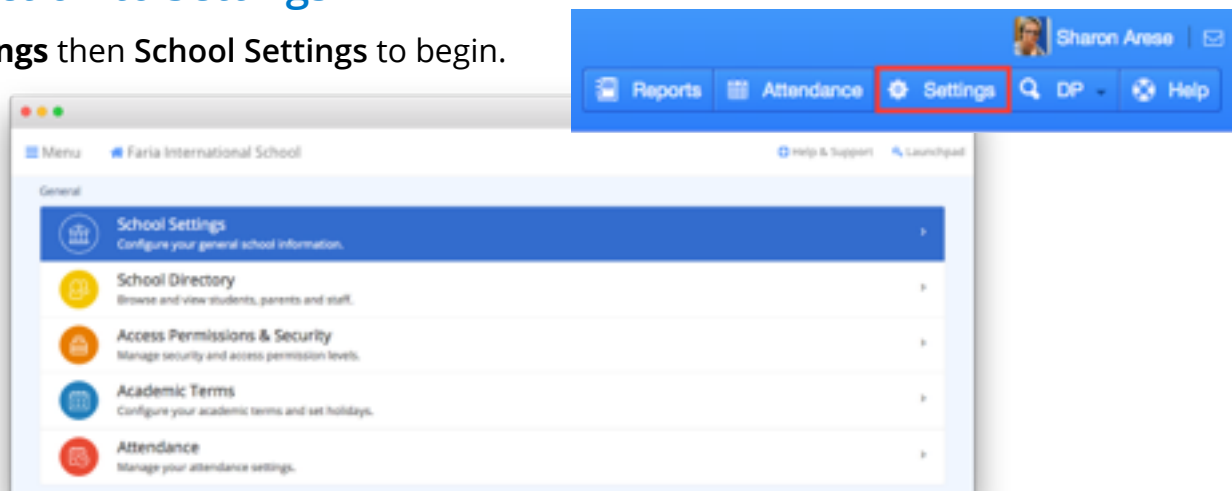 Settings
ngs then School Settings to begin.
Sharon Arese
Reports Attendance Settings DP Help
Menu Faria International School Help & Support Launchpad
General
School Settings
Configure your general school information.
School Directory
Browse and view students, parents and staff.
Access Permissions & Security
Manage security and access permission levels.
Academic Terms
Configure your academic terms and set holidays.
Attendance
Manage your attendance settings.